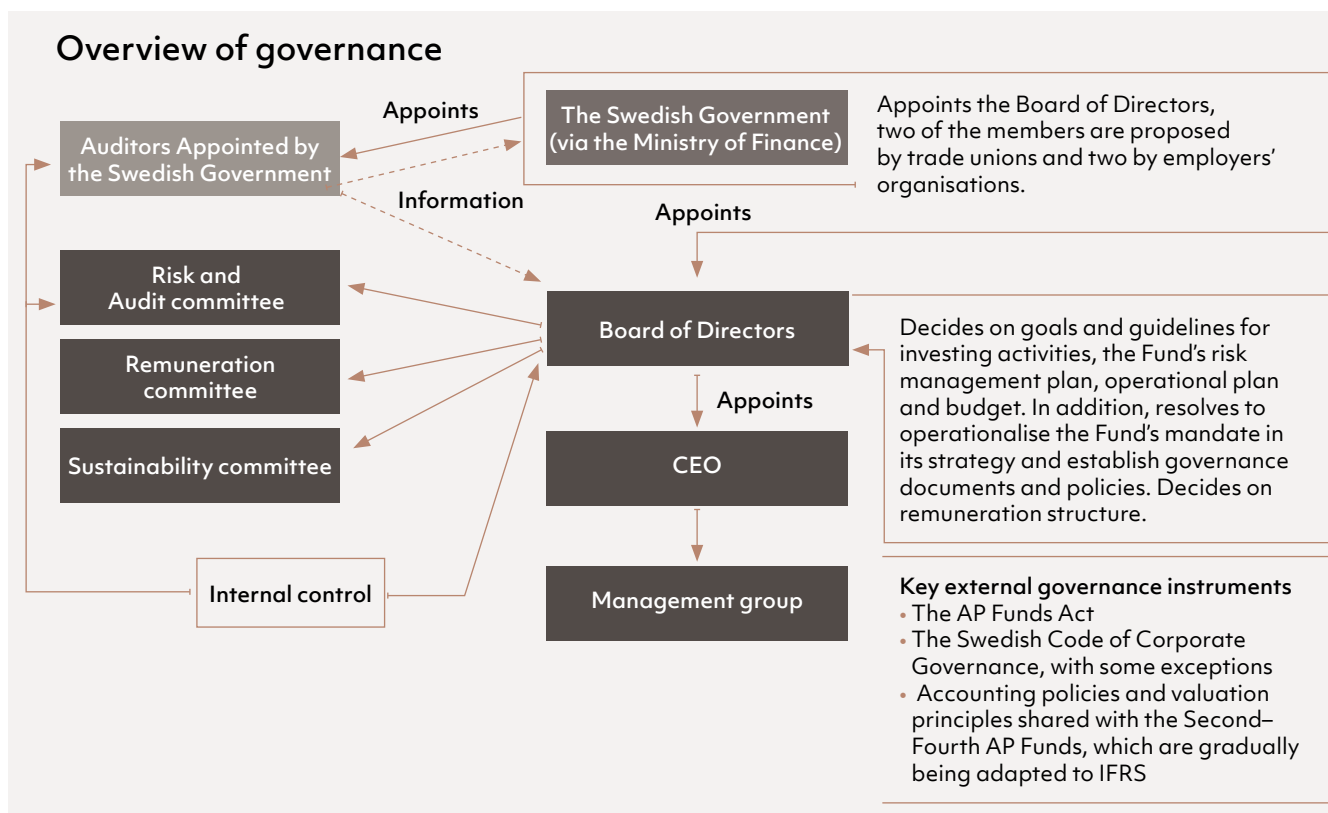 Overview of governance
Appoints
Auditors Appointed by
the Swedish Government
The Swedish Government
(via the Ministry of Finance)
Appoints the Board of Directors,
two of the members are proposed
by trade unions and two by employers’
organisations.
Information
Appoints
Risk and
Audit committee
Remuneration
committee
Sustainability committee
Board of Directors
Appoints
CEO
Management group
Internal control
Decides on goals and guidelines for
investing activities, the Fund’s risk
management plan, operational plan
and budget. In addition, resolves to
operationalise the Fund’s mandate in
its strategy and establish governance
documents and policies. Decides on
remuneration structure.
Key external governance instruments
• The AP Funds Act
• The Swedish Code of Corporate
Governance, with some exceptions
• Accounting policies and valuation
principles shared with the Second–
Fourth AP Funds, which are gradually
being adapted to IFRS